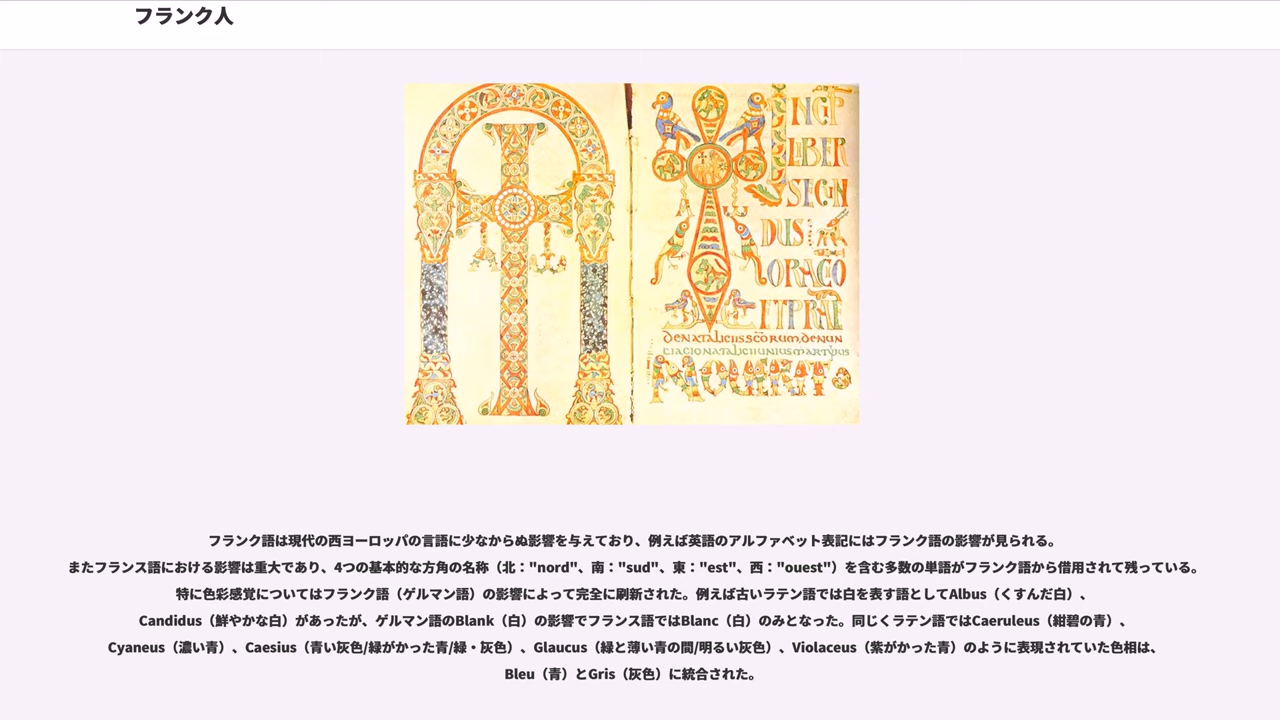 フランク人
NCIP
LIBER
SECUN
DUS
ORACO
ET PRAE
DENATALICIISSCORUM,DENUN
TIACIONATALICIIUNIUSMARTYRIS
NOUERIT
フランク語は現代の西ヨーロッパの言語に少なからぬ影響を与えており、例えば英語のアルファベット表記にはフランク語の影響が見られる。
またフランス語における影響は重大であり、4つの基本的な方角の名称（北："nord"、南："sud"、東："est"、西："ouest"）を含む多数の単語がフランク語から借用されて残っている。
特に色彩感覚についてはフランク語（ゲルマン語）の影響によって完全に刷新された。例えば古いラテン語では白を表す語としてAlbus（くすんだ白）、
Candidus（鮮やかな白）があったが、ゲルマン語のBlank（白）の影響でフランス語ではBlanc（白）のみとなった。同じくラテン語ではCaeruleus（紺碧の青）、
Cyaneus（濃い青）、Caesius（青い灰色/緑がかった青/緑・灰色）、Glaucus（緑と薄い青の間/明るい灰色）、Violaceus（紫がかった青）のように表現されていた色相は、
Bleu（青）とGris（灰色）に統合された。